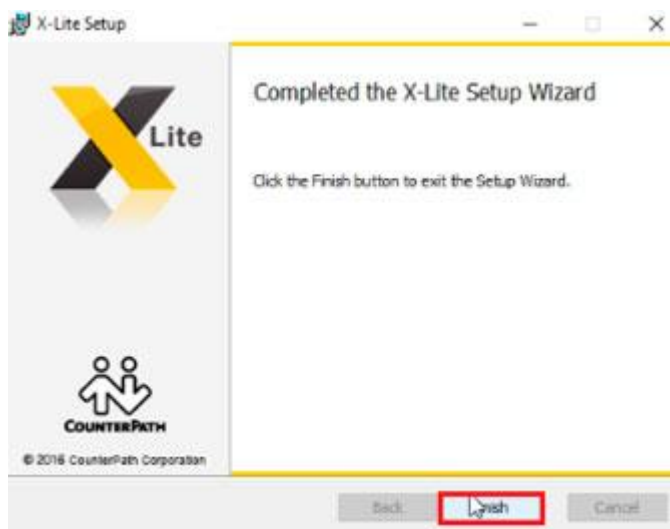 X-Lite Setup
Lite
Completed the X-Lite Setup Wizard
Click the Finish button to exit the Setup Wizard.
COUNTERPATH
© 2016 CounterPath Corporation
Back Finish Cancel